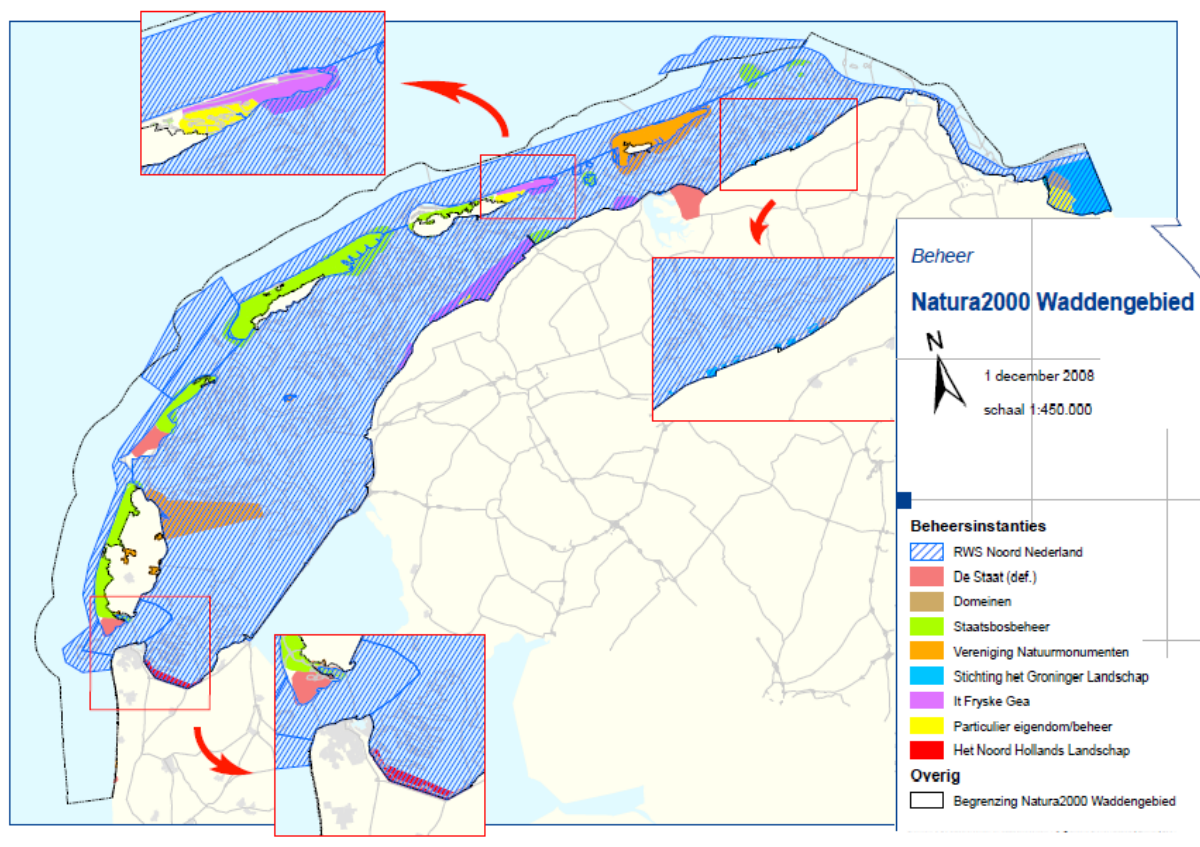 Beheer
Natura2000 Waddengebied
N
1 december 2008
schaal 1:450.000
Beheersinstanties
RWS Noord Nederland
De Staat (def.)
Domeinen
Staatsbosbeheer
Vereniging Natuurmonumenten
Stichting het Groninger Landschap
It Fryske Gea
Particulier eigendom/beheer
Het Noord Hollands Landschap
Overig
Begrenzing Natura2000 Waddengebied